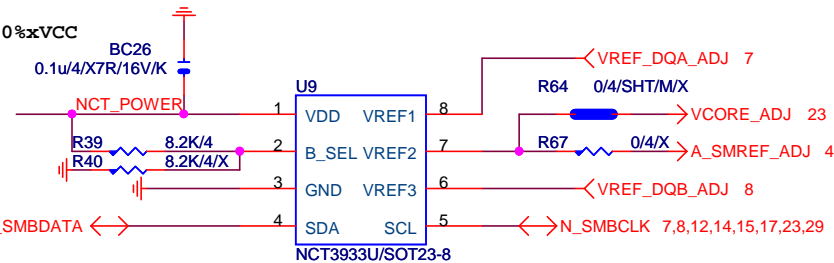 0%xVCC
BC26
0.1u/4/X7R/16V/K
NCT_POWER
R39 8.2K/4
R40 8.2K/4/X
_SMBDATA
U9
1 VDD VREF1 8
2 B_SEL VREF2 7
3 GND VREF3 6
4 SDA SCL 5
NCT3933U/SOT23-8
VREF_DQA_ADJ 7
R64 0/4/SHT/M/X
VCORE_ADJ 23
R67 0/4/X
A_SMREF_ADJ 4
VREF_DQB_ADJ 8
N_SMBCLK 7,8,12,14,15,17,23,29